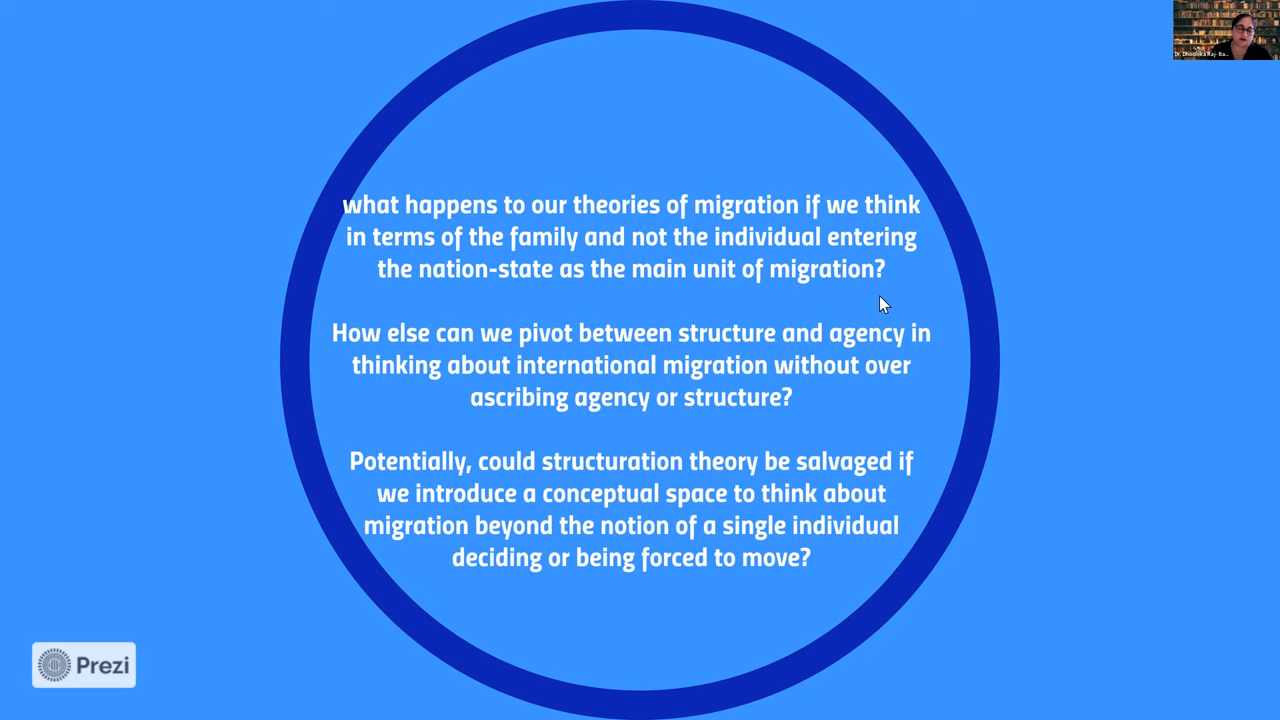 what happens to our theories of migration if we think
in terms of the family and not the individual entering
the nation-state as the main unit of migration?
How else can we pivot between structure and agency in
thinking about international migration without over
ascribing agency or structure?
Potentially, could structuration theory be salvaged if
we introduce a conceptual space to think about
migration beyond the notion of a single individual
deciding or being forced to move?
Prezi
Dr. Dhooleka Raj- Ba...